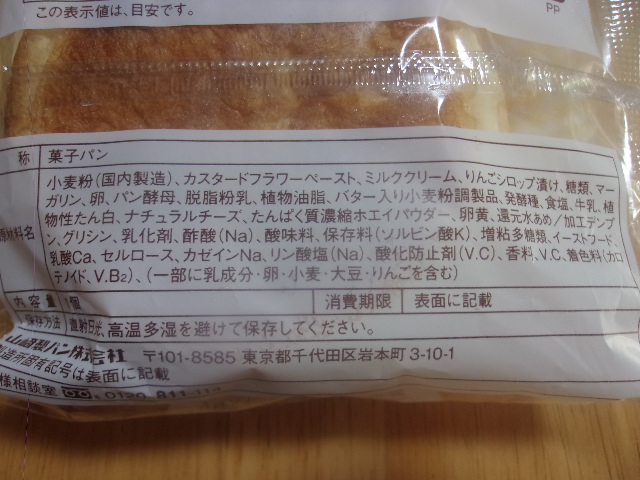 この表示値は、目安です。
PP
称 菓子パン
小麦粉(国内製造)、カスタードフラワーペースト、ミルククリーム、りんごシロップ漬け、糖類、マー
ガリン、卵、パン酵母、脱脂粉乳、植物油脂、バター入り小麦粉調製品、発酵種、食塩、牛乳、植
物性たん白、ナチュラルチーズ、たんぱく質濃縮ホエイパウダー、卵黄、還元水あめ/加工デンプ
原材料名 ン、グリシン、乳化剤、酢酸(Na)、酸味料、保存料(ソルビン酸K)、増粘多糖類、イーストフード、
乳酸Ca、セルロース、カゼインNa、リン酸塩(Na)、酸化防止剤(V.C)、香料、V.C、着色料(カロ
テノイド、V.B₂)、(一部に乳成分・卵・小麦・大豆・りんごを含む)
内容量 1個 消費期限 表面に記載
保存方法 直射日光、高温多湿を避けて保存してください。
山崎製パン株式会社 〒101-8585 東京都千代田区岩本町3-10-1
製造所固有記号は表面に記載
様相談室 0120-811-114